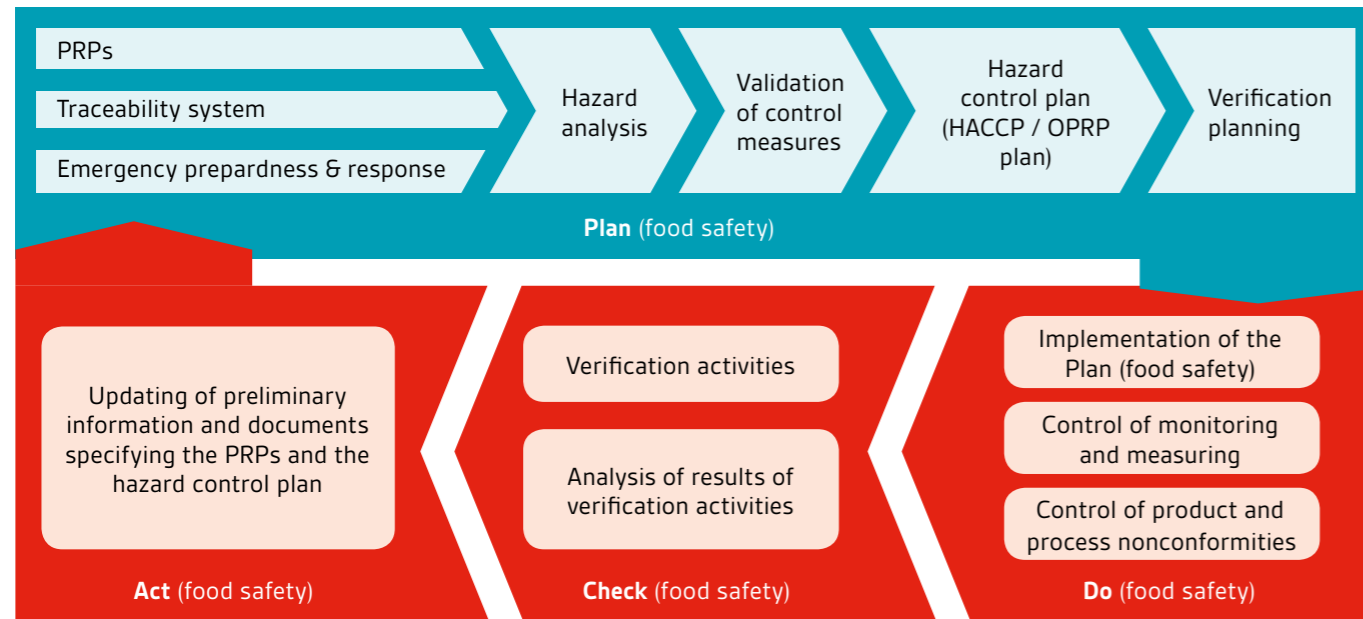 PRPs
Traceability system
Emergency prepardness & response
Hazard
analysis
Validation
of control
measures
Hazard
control plan
(HACCP / OPRP
plan)
Verification
planning
Plan (food safety)
Updating of preliminary
information and documents
specifying the PRPs and the
hazard control plan
Act (food safety)
Verification activities
Analysis of results of
verification activities
Check (food safety)
Implementation of the
Plan (food safety)
Control of monitoring
and measuring
Control of product and
process nonconformities
Do (food safety)